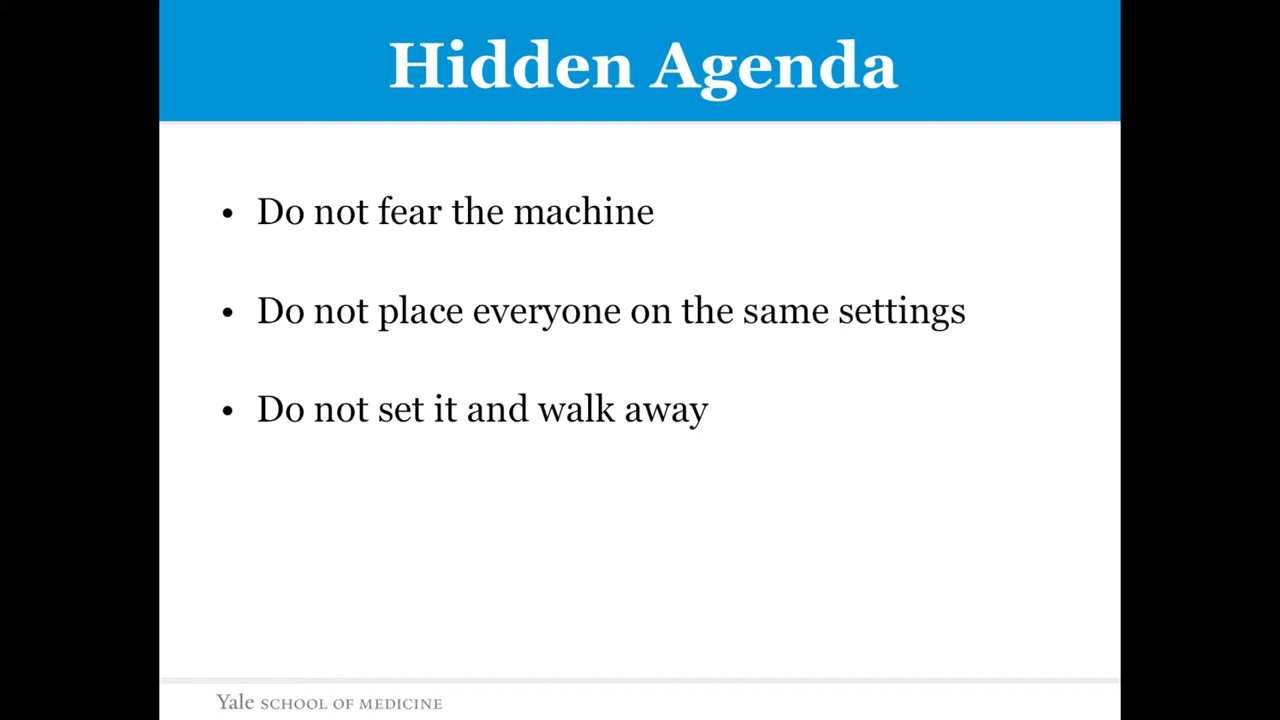 Hidden Agenda
• Do not fear the machine
• Do not place everyone on the same settings
• Do not set it and walk away
Yale SCHOOL OF MEDICINE